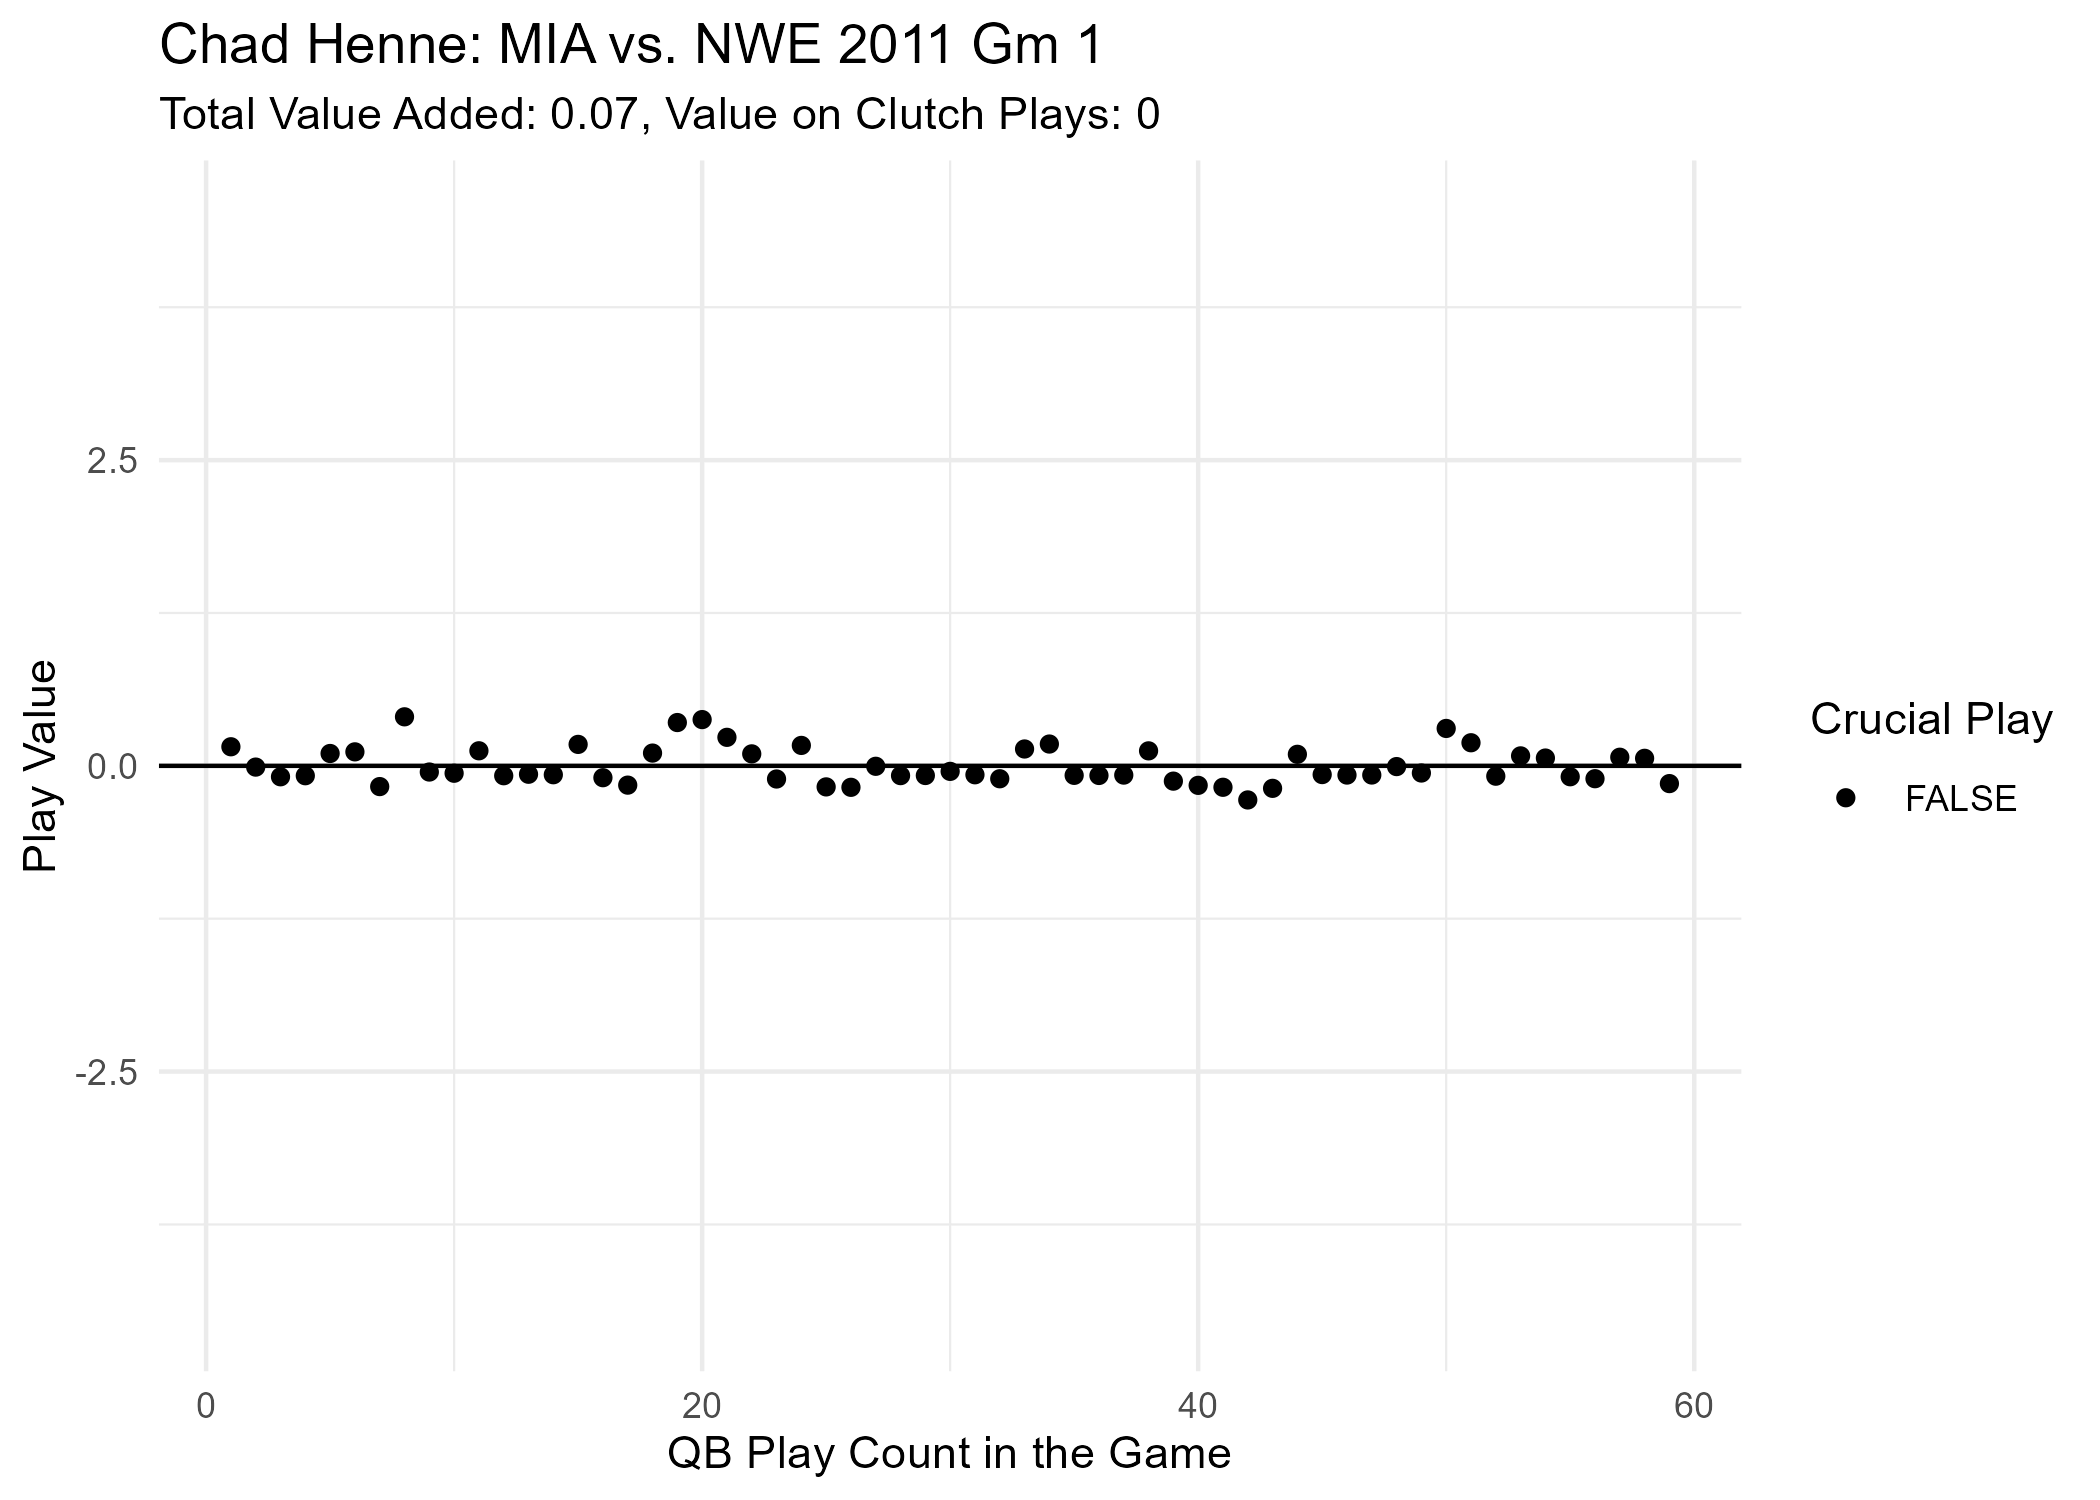 Chad Henne: MIA vs. NWE 2011 Gm 1
Total Value Added: 0.07, Value on Clutch Plays: 0
Play Value
2.5
0.0
-2.5
0
20
40
60
QB Play Count in the Game
Crucial Play
FALSE